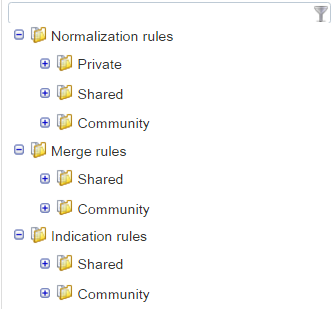 Normalization rules
Private
Shared
Community
Merge rules
Shared
Community
Indication rules
Shared
Community